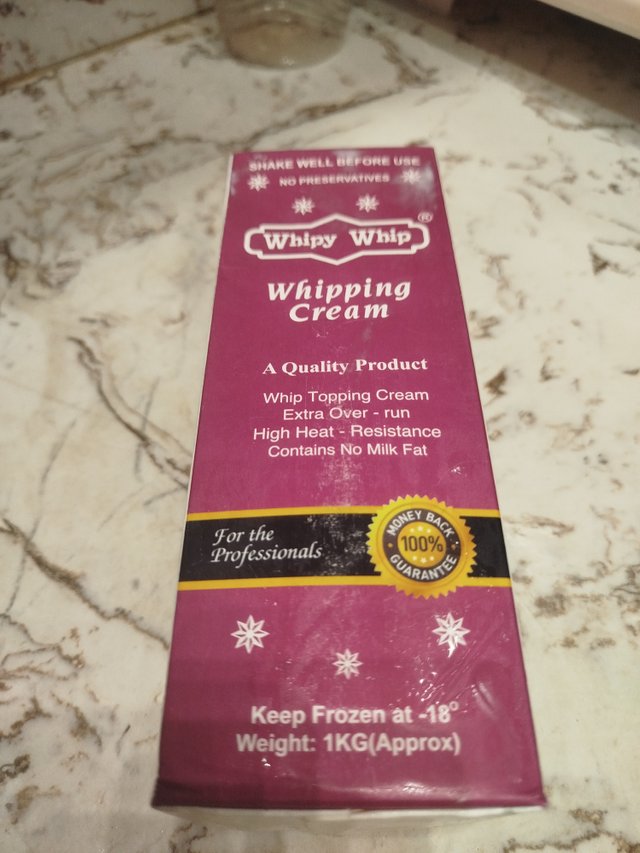 SHAKE WELL BEFORE USE
NO PRESERVATIVES
Whipy Whip®
Whipping
Cream
A Quality Product
Whip Topping Cream
Extra Over - run
High Heat - Resistance
Contains No Milk Fat
For the
Professionals
MONEY BACK
100%
GUARANTEE
Keep Frozen at -18°
Weight: 1KG(Approx)